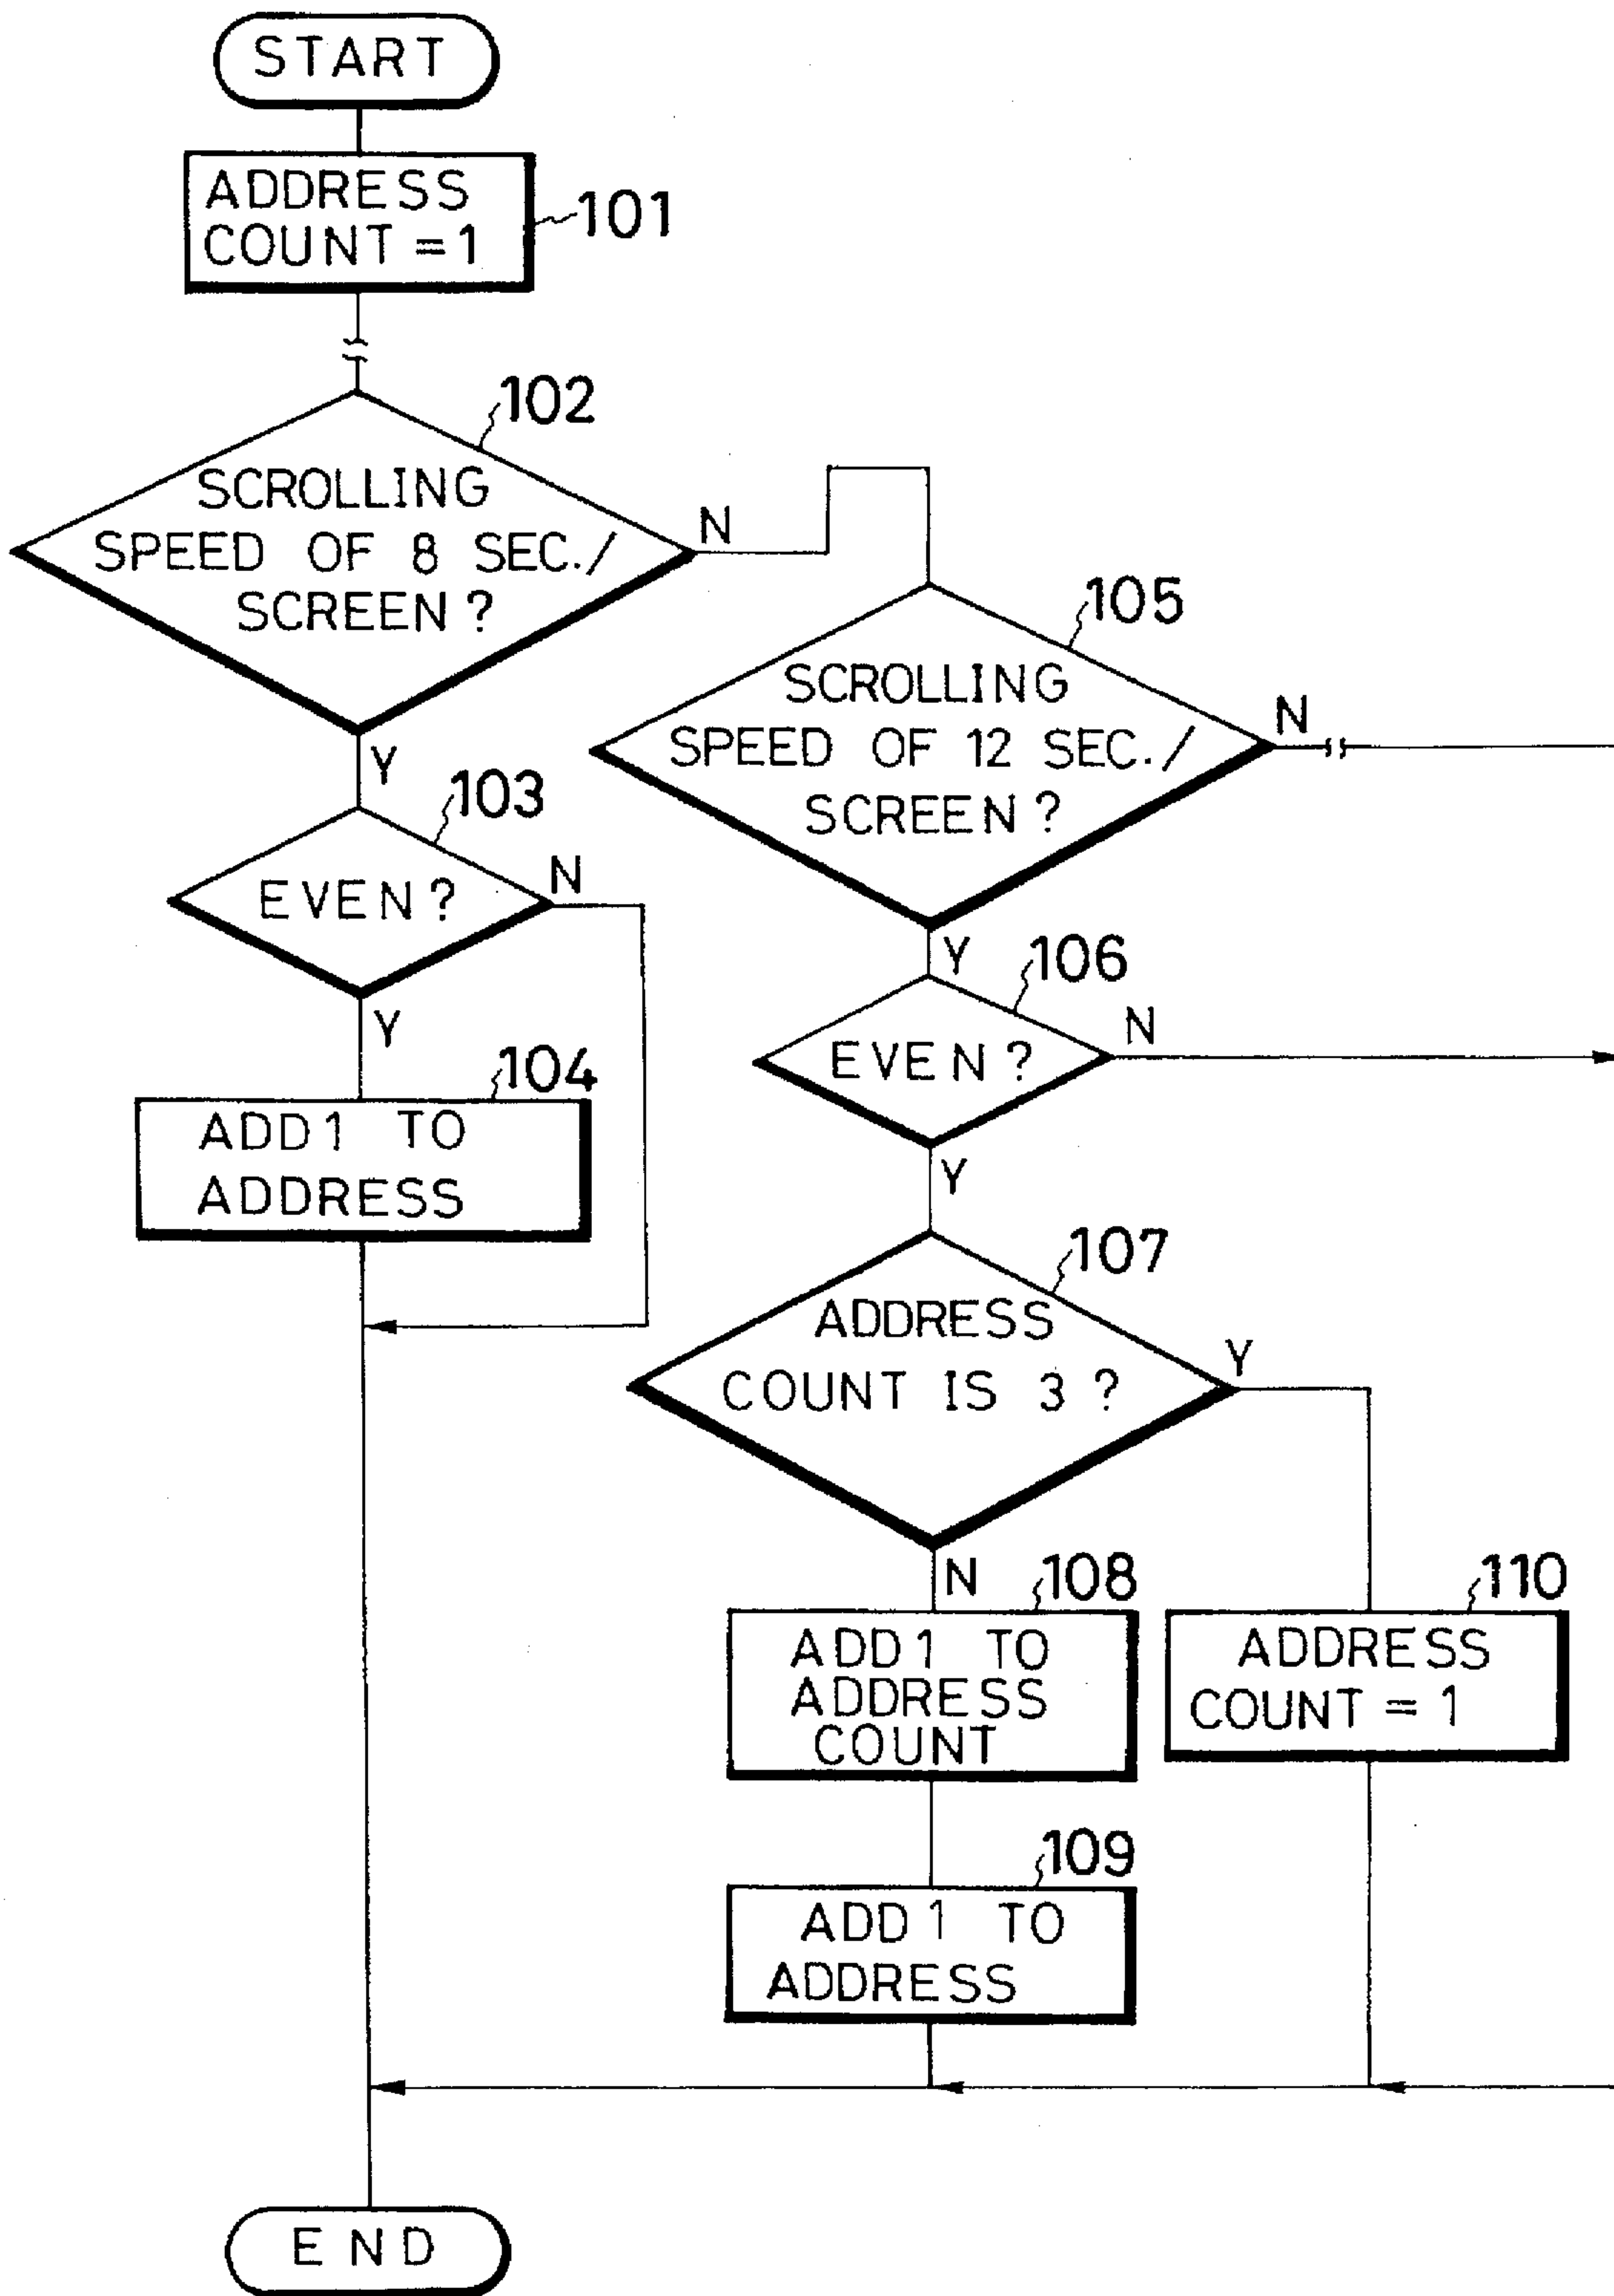 START
ADDRESS
COUNT = 1
101
102
SCROLLING
SPEED OF 8 SEC./
SCREEN ?
N
Y
103
EVEN ?
N
Y
104
ADD 1 TO
ADDRESS
105
SCROLLING
SPEED OF 12 SEC./
SCREEN ?
N
Y
106
EVEN ?
N
Y
107
ADDRESS
COUNT IS 3 ?
Y
N
108
ADD 1 TO
ADDRESS
COUNT
110
ADDRESS
COUNT = 1
109
ADD 1 TO
ADDRESS
END